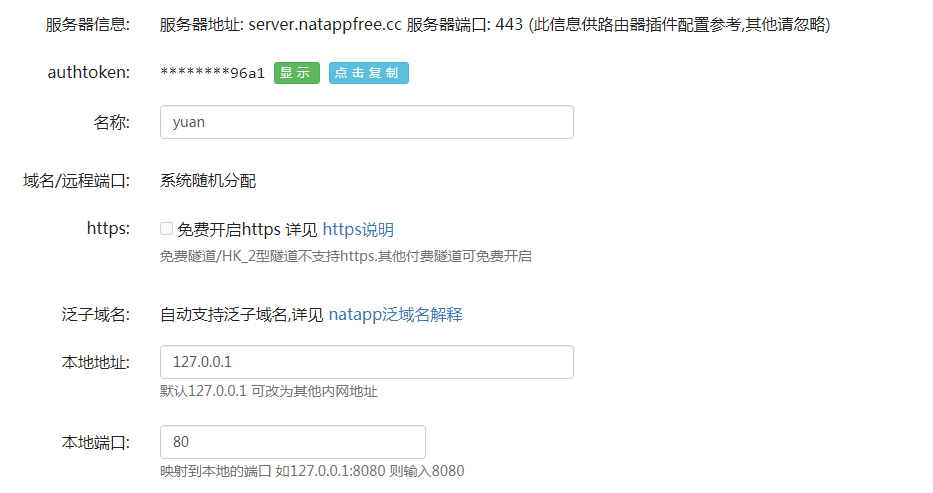 服务器信息: 服务器地址: server.natappfree.cc 服务器端口: 443 (此信息供路由器插件配置参考,其他请忽略)
authtoken: ********96a1 显示 点击复制
名称: yuan
域名/远程端口: 系统随机分配
https: 免费开启https 详见 https说明
免费隧道/HK_2型隧道不支持https.其他付费隧道可免费开启
泛子域名: 自动支持泛子域名,详见 natapp泛域名解释
本地地址: 127.0.0.1
默认127.0.0.1 可改为其他内网地址
本地端口: 80
映射到本地的端口 如127.0.0.1:8080 则输入8080